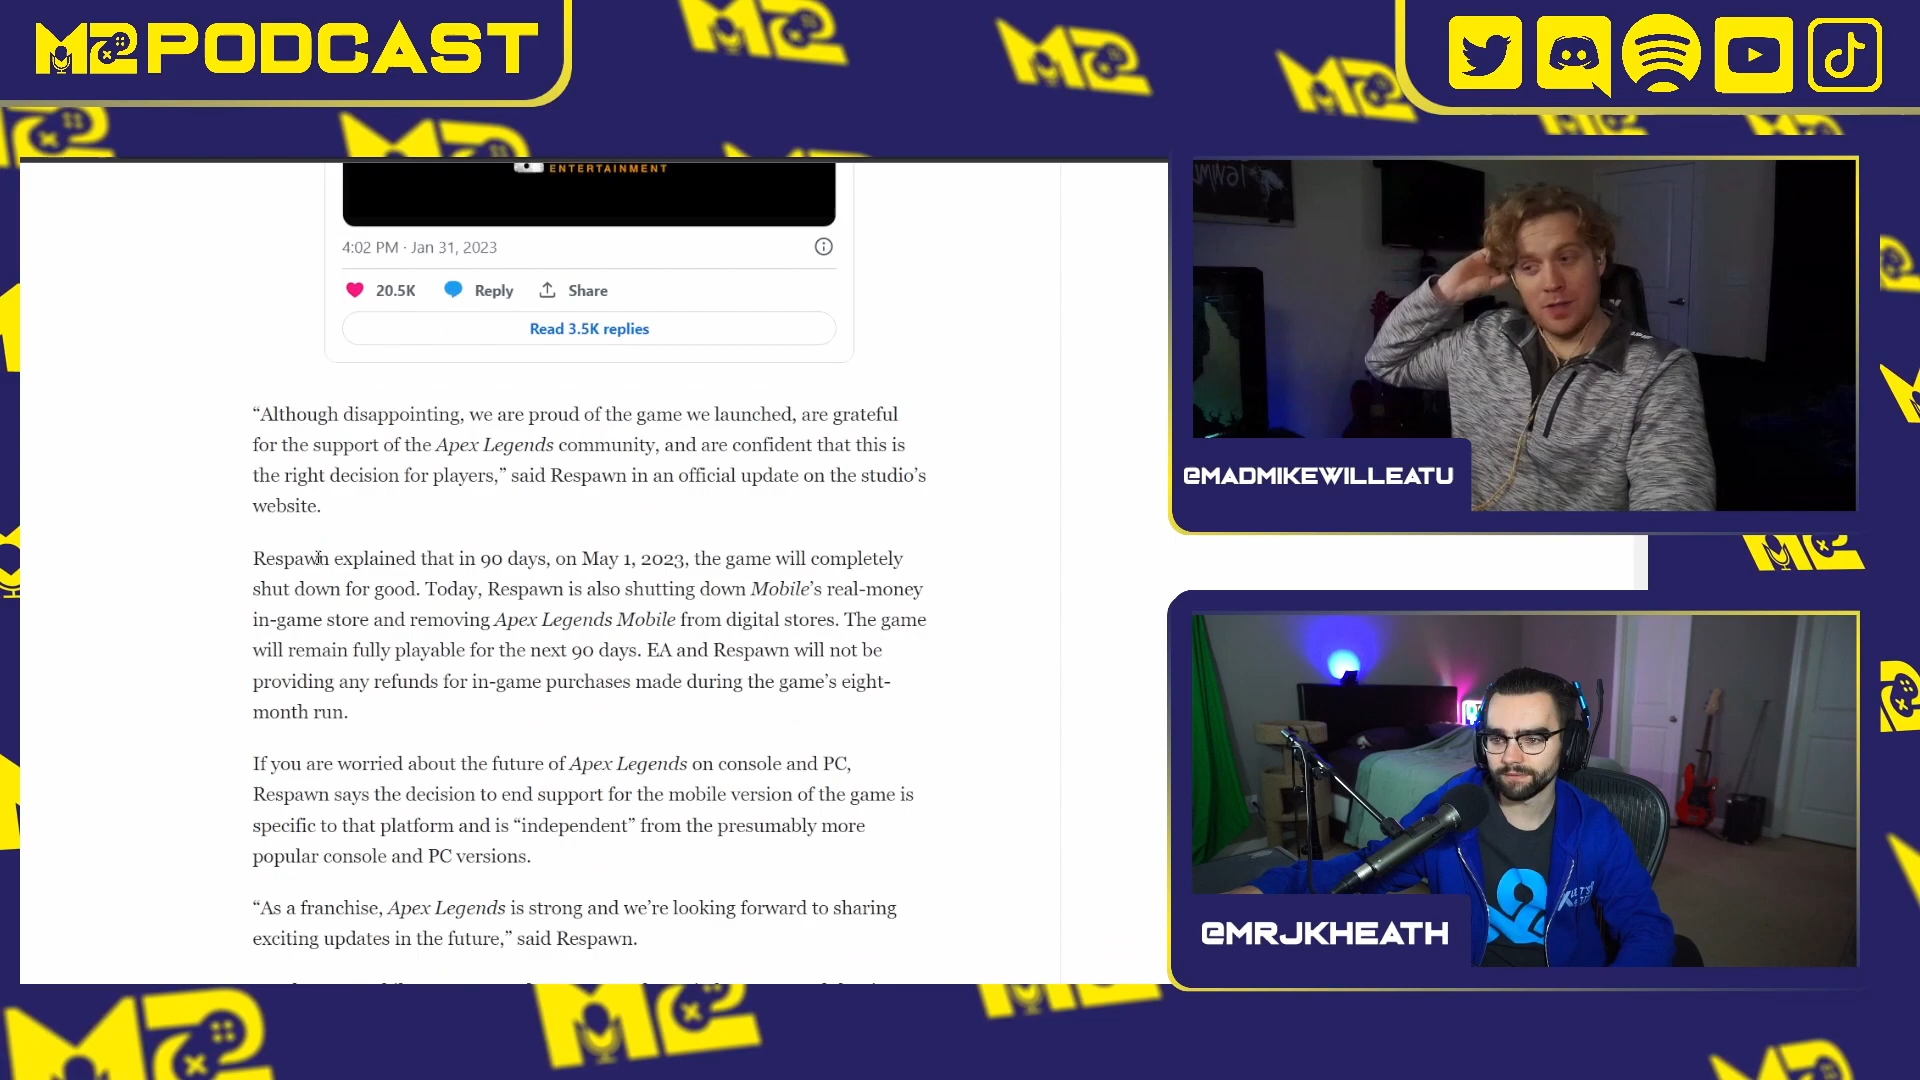 M2 PODCAST
ENTERTAINMENT
4:02 PM · Jan 31, 2023
20.5K Reply Share
Read 3.5K replies
“Although disappointing, we are proud of the game we launched, are grateful
for the support of the Apex Legends community, and are confident that this is
the right decision for players,” said Respawn in an official update on the studio’s
website.
Respawn explained that in 90 days, on May 1, 2023, the game will completely
shut down for good. Today, Respawn is also shutting down Mobile’s real-money
in-game store and removing Apex Legends Mobile from digital stores. The game
will remain fully playable for the next 90 days. EA and Respawn will not be
providing any refunds for in-game purchases made during the game’s eight-
month run.
If you are worried about the future of Apex Legends on console and PC,
Respawn says the decision to end support for the mobile version of the game is
specific to that platform and is “independent” from the presumably more
popular console and PC versions.
“As a franchise, Apex Legends is strong and we’re looking forward to sharing
exciting updates in the future,” said Respawn.
@MADMIKEWILLEATU
@MRJKHEATH